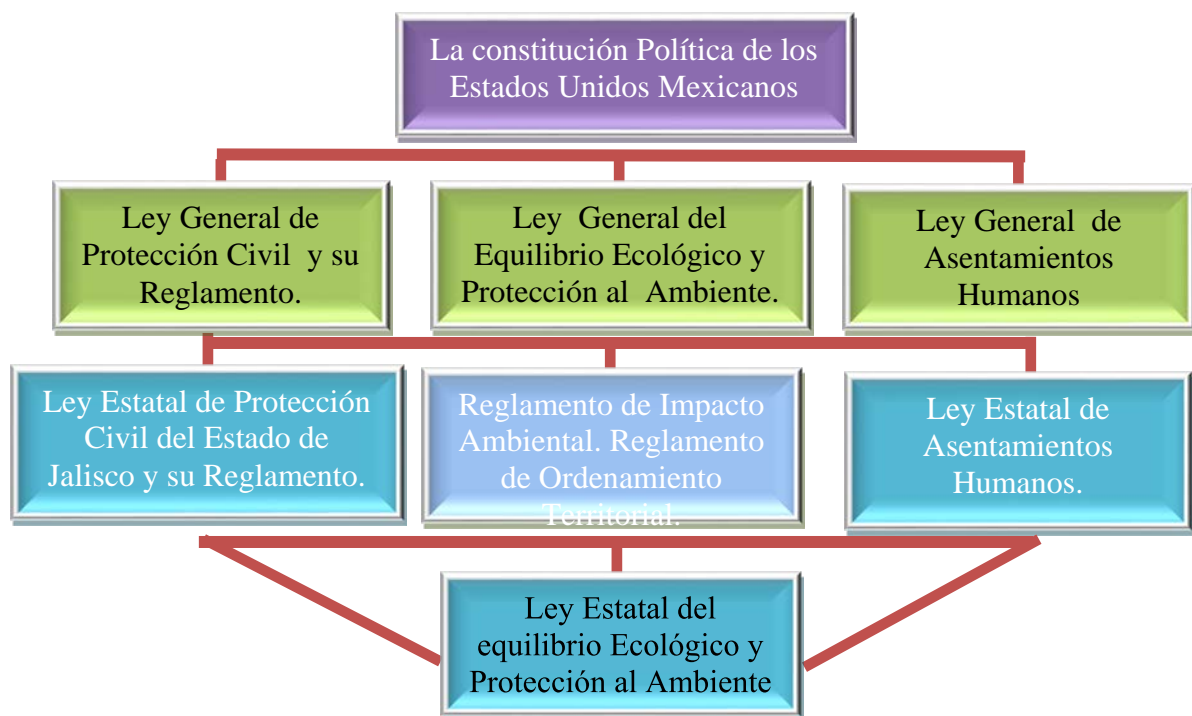 La constitución Política de los
Estados Unidos Mexicanos
Ley General de
Protección Civil y su
Reglamento.
Ley General del
Equilibrio Ecológico y
Protección al Ambiente.
Ley General de
Asentamientos
Humanos
Ley Estatal de Protección
Civil del Estado de
Jalisco y su Reglamento.
Reglamento de Impacto
Ambiental. Reglamento
de Ordenamiento
Territorial.
Ley Estatal de
Asentamientos
Humanos.
Ley Estatal del
equilibrio Ecológico y
Protección al Ambiente